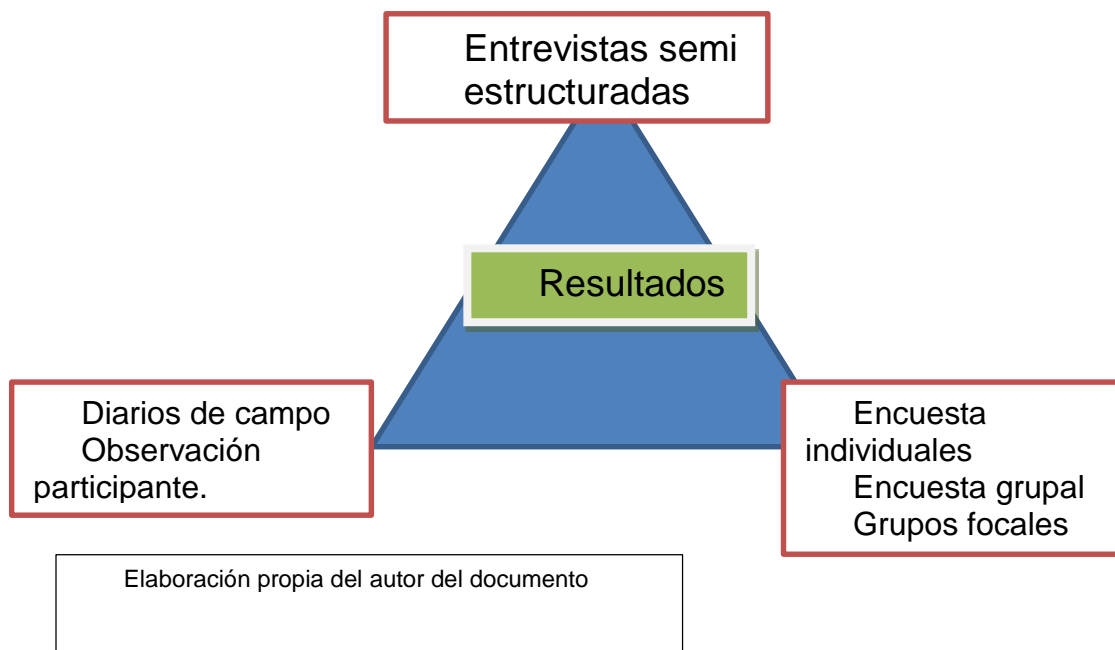 Entrevistas semi
estructuradas
Resultados
Diarios de campo
Observación
participante.
Encuesta
individuales
Encuesta grupal
Grupos focales
Elaboración propia del autor del documento